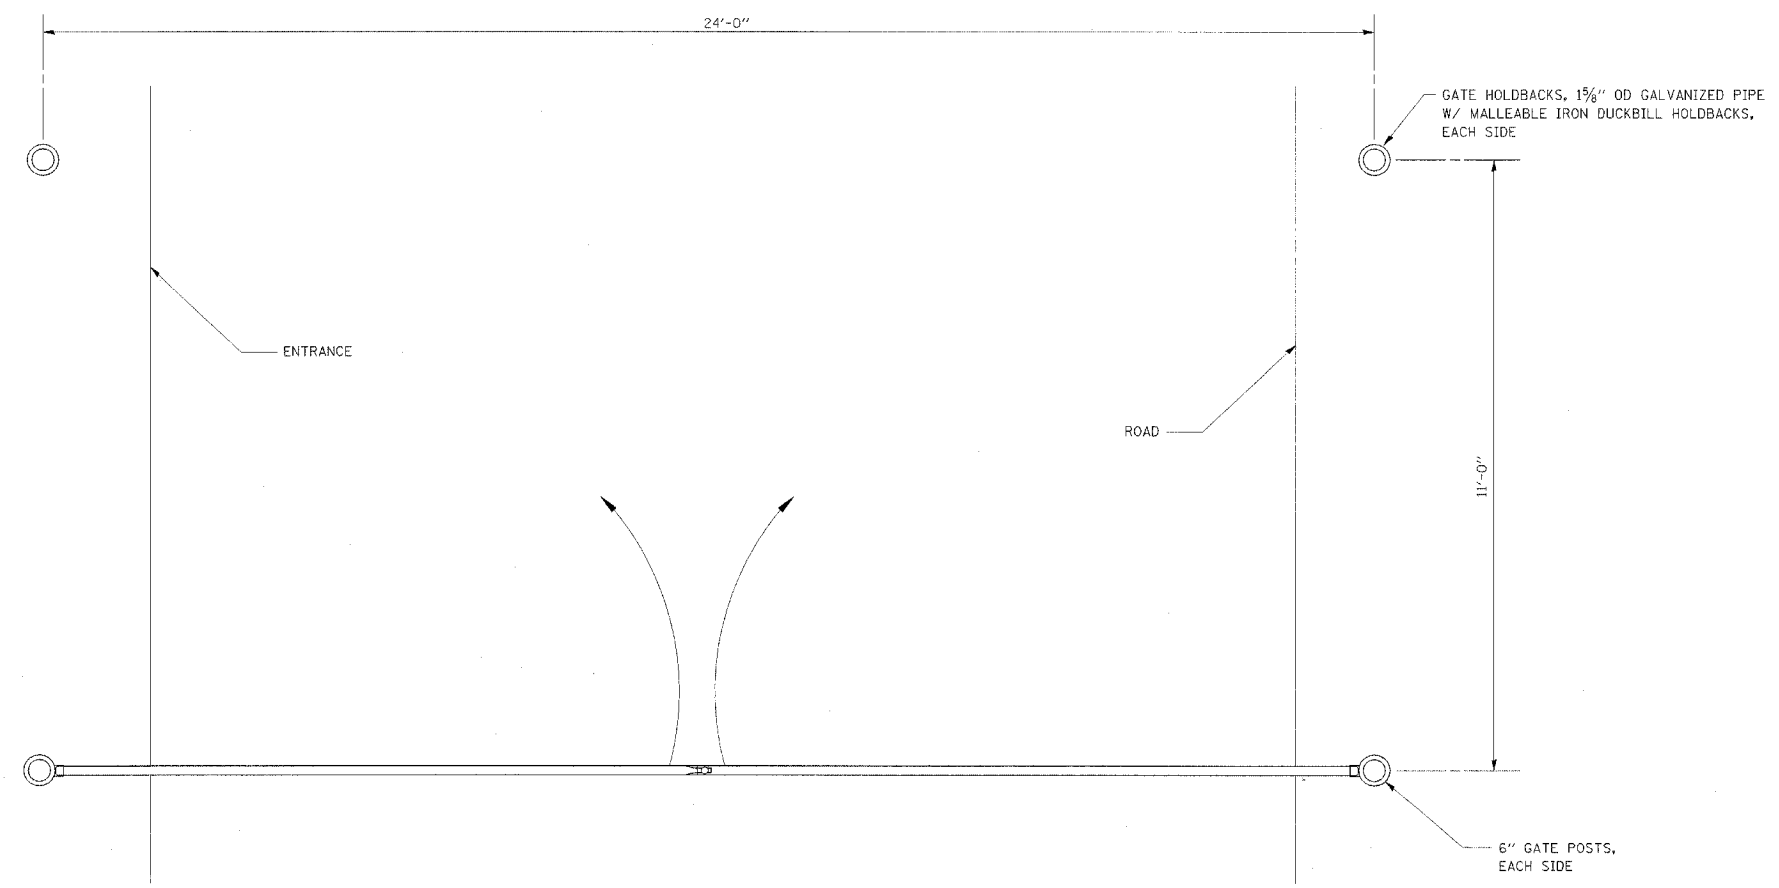 24'-0"
GATE HOLDBACKS, 1⅝" OD GALVANIZED PIPE
W/ MALLEABLE IRON DUCKBILL HOLDBACKS,
EACH SIDE
ENTRANCE
ROAD
11'-0"
6" GATE POSTS,
EACH SIDE